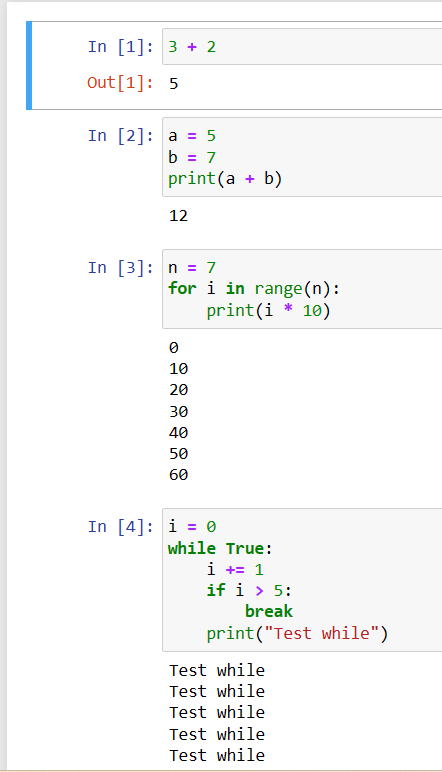 In [1]: 3 + 2
Out[1]: 5
In [2]: a = 5
b = 7
print(a + b)
12
In [3]: n = 7
for i in range(n):
    print(i * 10)
0
10
20
30
40
50
60
In [4]: i = 0
while True:
    i += 1
    if i > 5:
        break
    print("Test while")
Test while
Test while
Test while
Test while
Test while